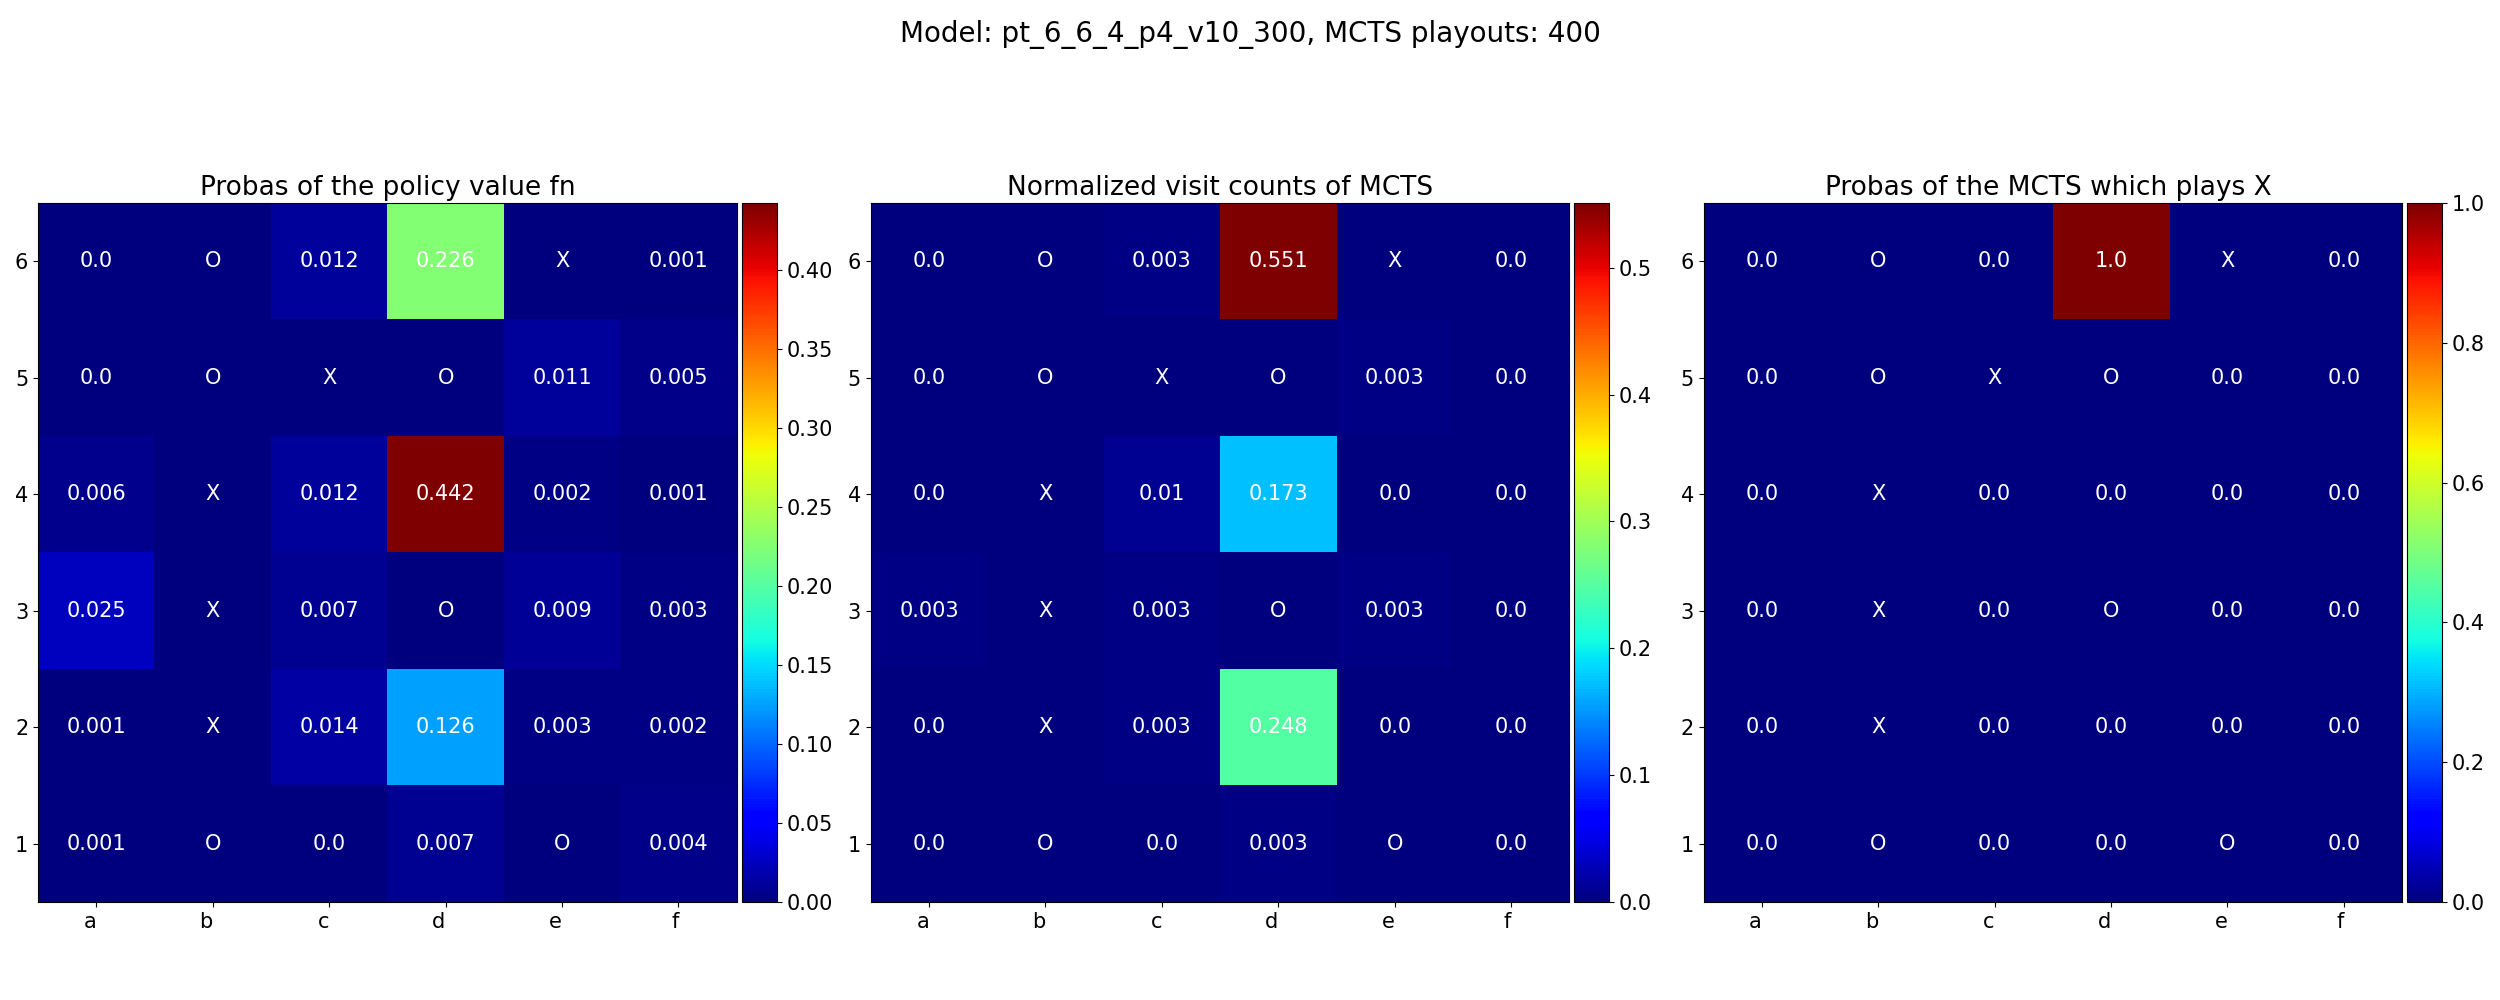 Model: pt_6_6_4_p4_v10_300, MCTS playouts: 400
Probas of the policy value fn
6 0.0 O 0.012 0.226 X 0.001
5 0.0 O X O 0.011 0.005
4 0.006 X 0.012 0.442 0.002 0.001
3 0.025 X 0.007 O 0.009 0.003
2 0.001 X 0.014 0.126 0.003 0.002
1 0.001 O 0.0 0.007 O 0.004
a b c d e f
0.40
0.35
0.30
0.25
0.20
0.15
0.10
0.05
0.00
Normalized visit counts of MCTS
6 0.0 O 0.003 0.551 X 0.0
5 0.0 O X O 0.003 0.0
4 0.0 X 0.01 0.173 0.0 0.0
3 0.003 X 0.003 O 0.003 0.0
2 0.0 X 0.003 0.248 0.0 0.0
1 0.0 O 0.0 0.003 O 0.0
a b c d e f
0.5
0.4
0.3
0.2
0.1
0.0
Probas of the MCTS which plays X
6 0.0 O 0.0 1.0 X 0.0
5 0.0 O X O 0.0 0.0
4 0.0 X 0.0 0.0 0.0 0.0
3 0.0 X 0.0 O 0.0 0.0
2 0.0 X 0.0 0.0 0.0 0.0
1 0.0 O 0.0 0.0 O 0.0
a b c d e f
1.0
0.8
0.6
0.4
0.2
0.0